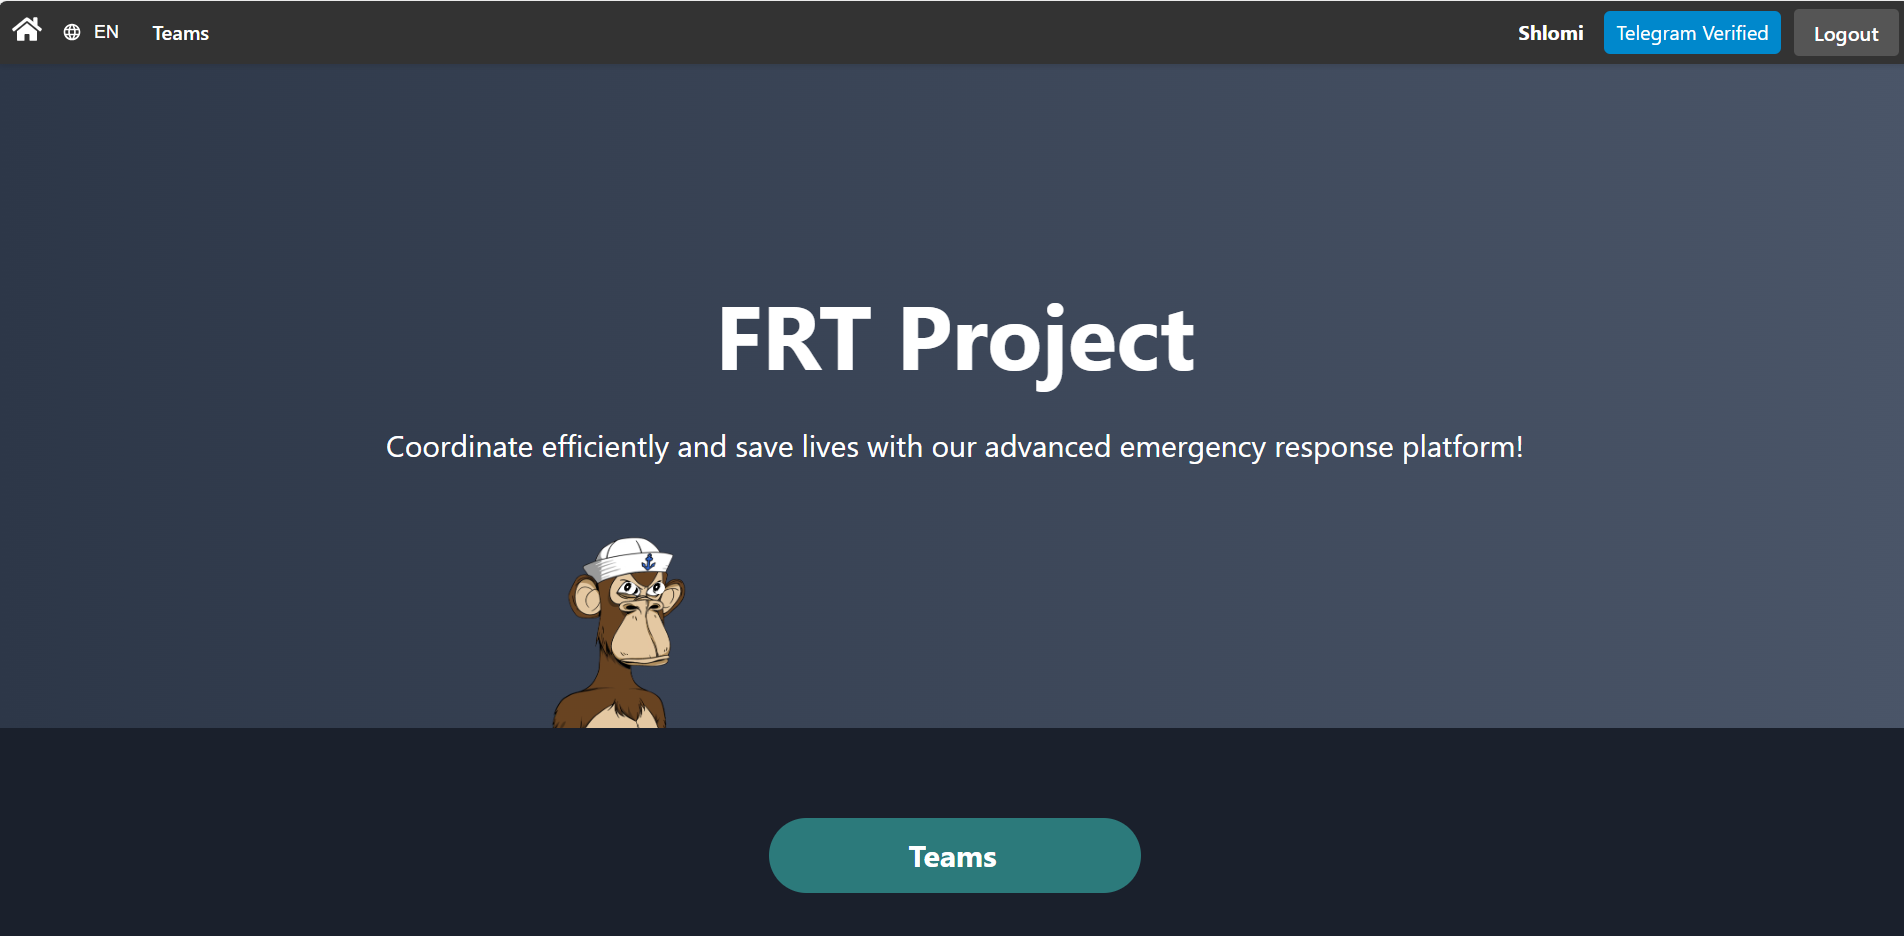 EN
Teams
Shlomi
Telegram Verified
Logout
FRT Project
Coordinate efficiently and save lives with our advanced emergency response platform!
Teams